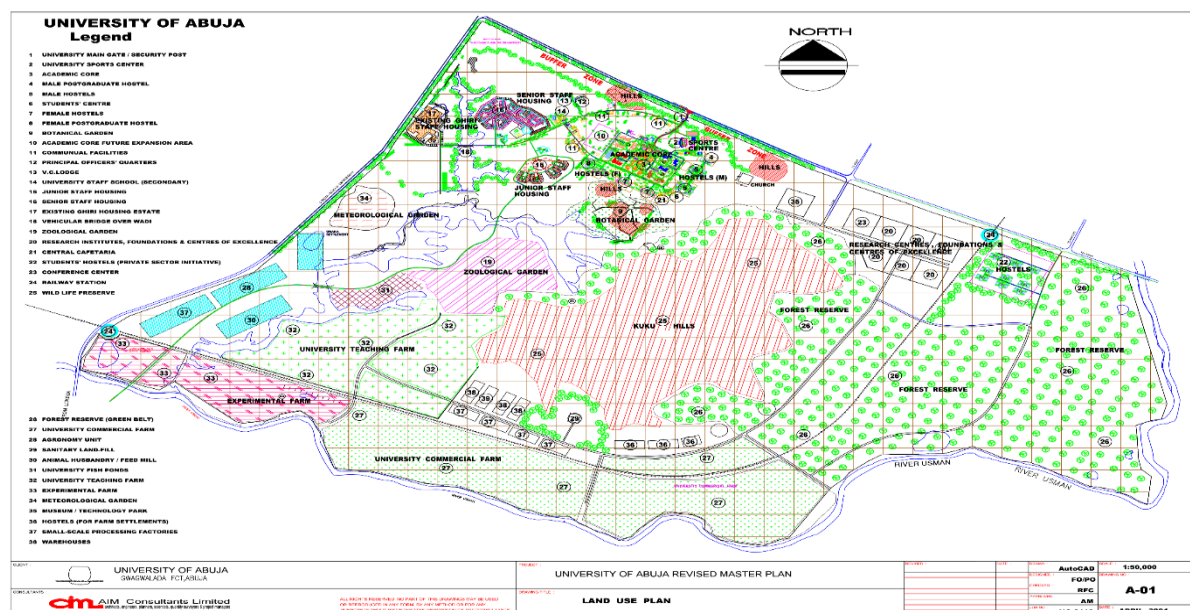 UNIVERSITY OF ABUJA
Legend
1 UNIVERSITY MAIN GATE / SECURITY POST
2 UNIVERSITY SPORTS CENTER
3 ACADEMIC CORE
4 MALE POSTGRADUATE HOSTEL
5 MALE HOSTELS
6 STUDENTS' CENTRE
7 FEMALE HOSTELS
8 FEMALE POSTGRADUATE HOSTEL
9 BOTANICAL GARDEN
10 ACADEMIC CORE FUTURE EXPANSION AREA
11 COMMUNUAL FACILITIES
12 PRINCIPAL OFFICERS' QUARTERS
13 V.C.LODGE
14 UNIVERSITY STAFF SCHOOL (SECONDARY)
15 JUNIOR STAFF HOUSING
16 SENIOR STAFF HOUSING
17 EXISTING GHIRI HOUSING ESTATE
18 VEHICULAR BRIDGE OVER WADI
19 ZOOLOGICAL GARDEN
20 RESEARCH INSTITUTES, FOUNDATIONS & CENTRES OF EXCELLENCE
21 CENTRAL CAFETARIA
22 STUDENTS' HOSTELS (PRIVATE SECTOR INITIATIVE)
23 CONFERENCE CENTER
24 RAILWAY STATION
25 WILD LIFE PRESERVE
26 FOREST RESERVE (GREEN BELT)
27 UNIVERSITY COMMERCIAL FARM
28 AGRONOMY UNIT
29 SANITARY LAND-FILL
30 ANIMAL HUSBANDRY / FEED MILL
31 UNIVERSITY FISH PONDS
32 UNIVERSITY TEACHING FARM
33 EXPERIMENTAL FARM
34 METEOROLOGICAL GARDEN
35 MUSEUM / TECHNOLOGY PARK
36 HOSTELS (FOR FARM SETTLEMENTS)
37 SMALL-SCALE PROCESSING FACTORIES
38 WAREHOUSES
NORTH
BUFFER ZONE
HILLS
SENIOR STAFF
HOUSING
EXISTING GHIRI
STAFF HOUSING
BUFFER ZONE
SPORTS
CENTRE
ACADEMIC CORE
HILLS
HOSTELS (F)
HOSTELS (M)
CHURCH
JUNIOR STAFF
HOUSING
HILLS
METEOROLOGICAL GARDEN
BOTANICAL GARDEN
RESEARCH CENTRES, FOUNDATIONS &
CENTRES OF EXCELLENCE
HOSTELS
ZOOLOGICAL GARDEN
FOREST RESERVE
KUKU HILLS
UNIVERSITY TEACHING FARM
FOREST RESERVE
FOREST RESERVE
EXPERIMENTAL FARM
UNIVERSITY COMMERCIAL FARM
RIVER USMAN
RIVER USMAN
UNIVERSITY OF ABUJA
GWAGWALADA FCT,ABUJA
AIM Consultants Limited
UNIVERSITY OF ABUJA REVISED MASTER PLAN
LAND USE PLAN
AutoCAD
FO/PO
RFC
AM
1:50,000
A-01